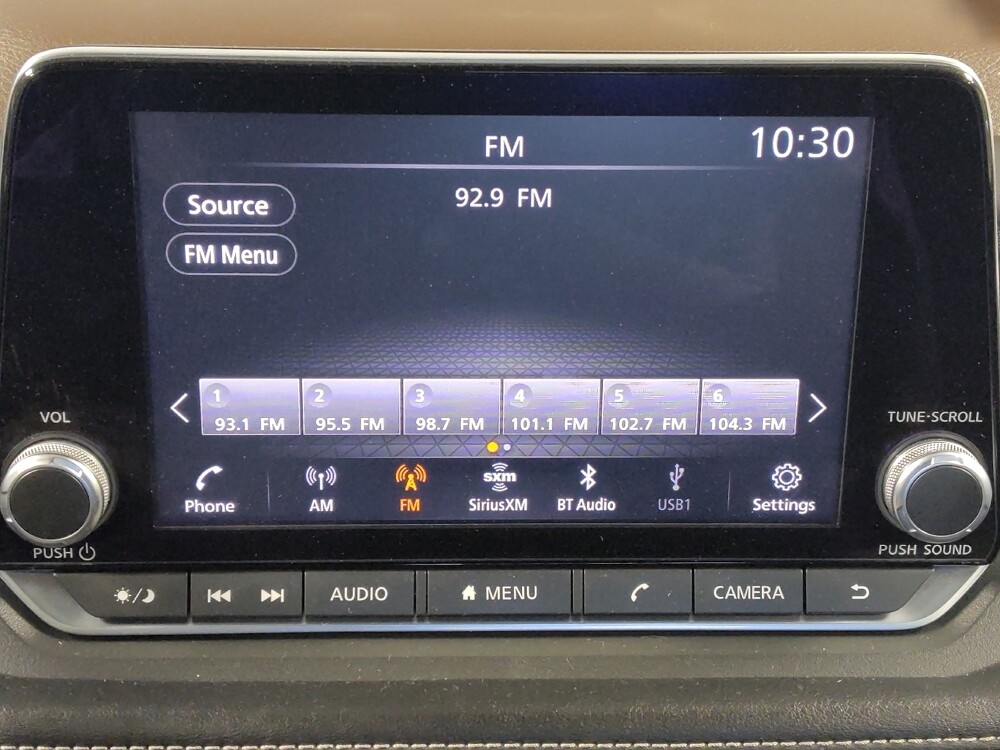 FM
10:30
Source
92.9 FM
FM Menu
1 2 3 4 5 6
93.1 FM 95.5 FM 98.7 FM 101.1 FM 102.7 FM 104.3 FM
VOL
TUNE·SCROLL
sxm
Phone AM FM SiriusXM BT Audio USB1 Settings
PUSH
PUSH SOUND
AUDIO MENU CAMERA